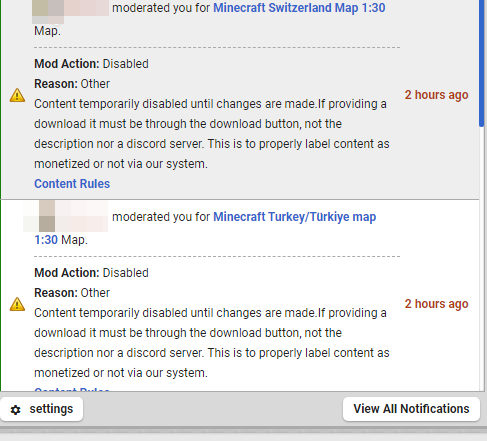 moderated you for Minecraft Switzerland Map 1:30
Map.
Mod Action: Disabled
Reason: Other
Content temporarily disabled until changes are made.If providing a
download it must be through the download button, not the
description nor a discord server. This is to properly label content as
monetized or not via our system.
Content Rules
2 hours ago
moderated you for Minecraft Turkey/Türkiye map
1:30 Map.
Mod Action: Disabled
Reason: Other
Content temporarily disabled until changes are made.If providing a
download it must be through the download button, not the
description nor a discord server. This is to properly label content as
monetized or not via our system.
Content Rules
2 hours ago
settings
View All Notifications